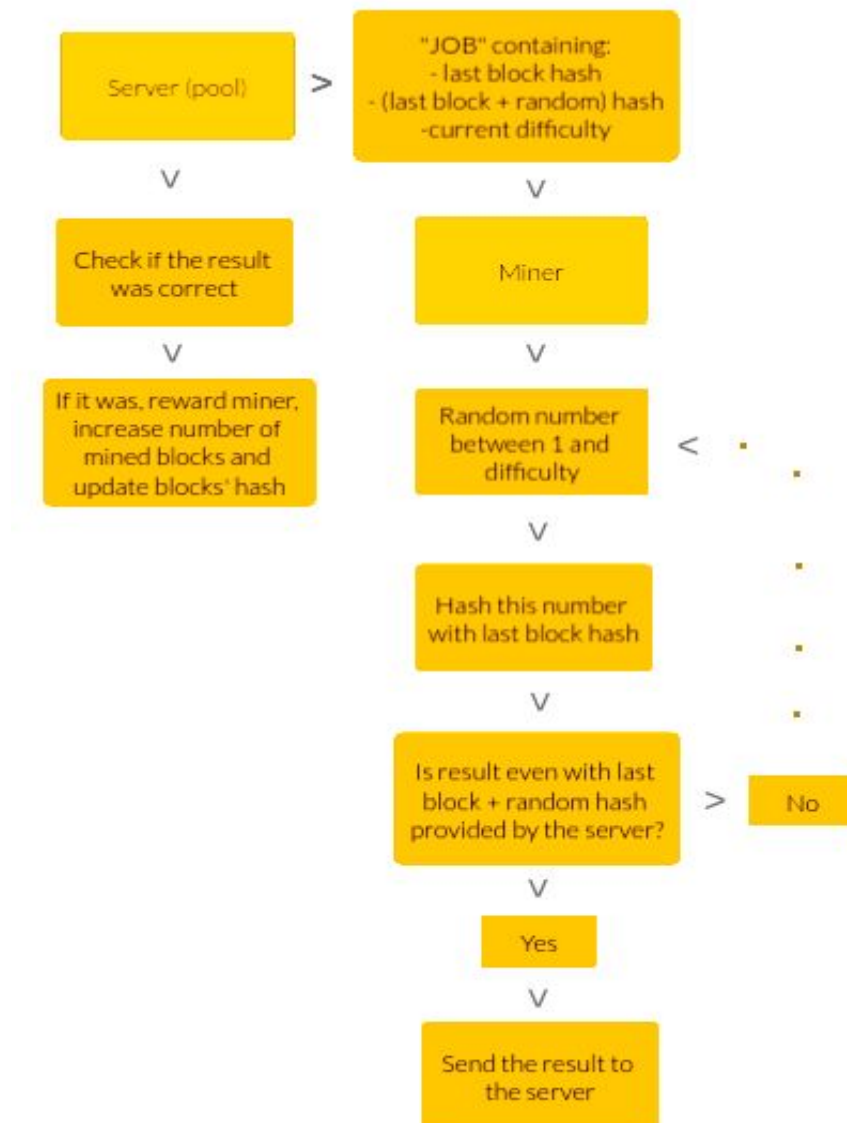 Server (pool)
>
"JOB" containing:
- last block hash
- (last block + random) hash
-current difficulty
v
Check if the result
was correct
v
If it was, reward miner,
increase number of
mined blocks and
update blocks' hash
v
Miner
v
Random number
between 1 and
difficulty
<
v
Hash this number
with last block hash
v
Is result even with last
block + random hash
provided by the server?
>
No
v
Yes
v
Send the result to
the server